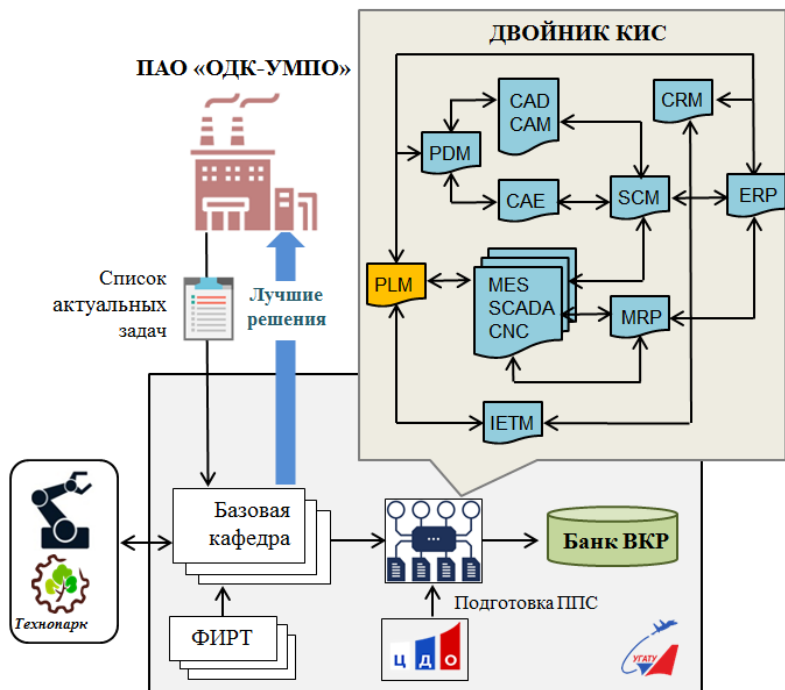 ДВОЙНИК КИС
ПАО «ОДК-УМПО»
CAD
CAM
CRM
PDM
CAE
SCM
ERP
PLM
MES
SCADA
CNC
MRP
IETM
Список
актуальных
задач
Лучшие
решения
Базовая
кафедра
...
Банк ВКР
Технопарк
ФИРТ
Подготовка ППС
ЦДО
УГАТУ